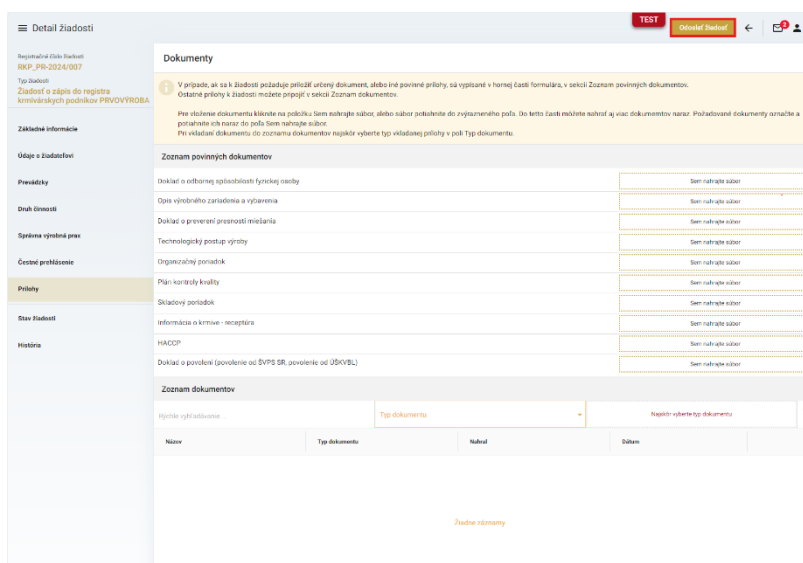 Detail žiadosti
TEST
Odoslať žiadosť
2
Registračné číslo žiadosti
RKP_PR-2024/007
Typ žiadosti
Žiadosť o zápis do registra
krmivárskych podnikov PRVOVÝROBA
Základné informácie
Údaje o žiadateľovi
Prevádzky
Druh činnosti
Správna výrobná prax
Čestné prehlásenie
Prílohy
Stav žiadosti
História
Dokumenty
V prípade, ak sa k žiadosti požaduje priložiť určený dokument, alebo iné povinné prílohy, sú vypísané v hornej časti formulára, v sekcii Zoznam povinných dokumentov.
Ostatné prílohy k žiadosti možete pripojiť v sekcii Zoznam dokumentov.
Pre vloženie dokumentu kliknite na položku Sem nahrajte súbor, alebo súbor potiahnite do zvýrazneného poľa. Do tetto časti môžete nahrať aj viac dokumentov naraz. Požadované dokumenty označte a
potiahnite ich naraz do poľa Sem nahrajte súbor.
Pri vkladaní dokumentu do zoznamu dokumentov najskôr vyberte typ vkladanej prílohy v poli Typ dokumentu.
Zoznam povinných dokumentov
Doklad o odbornej spôsobilosti fyzickej osoby Sem nahrajte súbor
Opis výrobného zariadenia a vybavenia Sem nahrajte súbor
Doklad o preverení presnosti miešania Sem nahrajte súbor
Technologický postup výroby Sem nahrajte súbor
Organizačný poriadok Sem nahrajte súbor
Plán kontroly kvality Sem nahrajte súbor
Skladový poriadok Sem nahrajte súbor
Informácia o krmive - receptúra Sem nahrajte súbor
HACCP Sem nahrajte súbor
Doklad o povolení (povolenie od ŠVPS SR, povolenie od ÚŠKVBL) Sem nahrajte súbor
Zoznam dokumentov
Rýchle vyhľadávanie ... Typ dokumentu Najskôr vyberte typ dokumentu
Názov Typ dokumentu Nahral Dátum
Žiadne záznamy